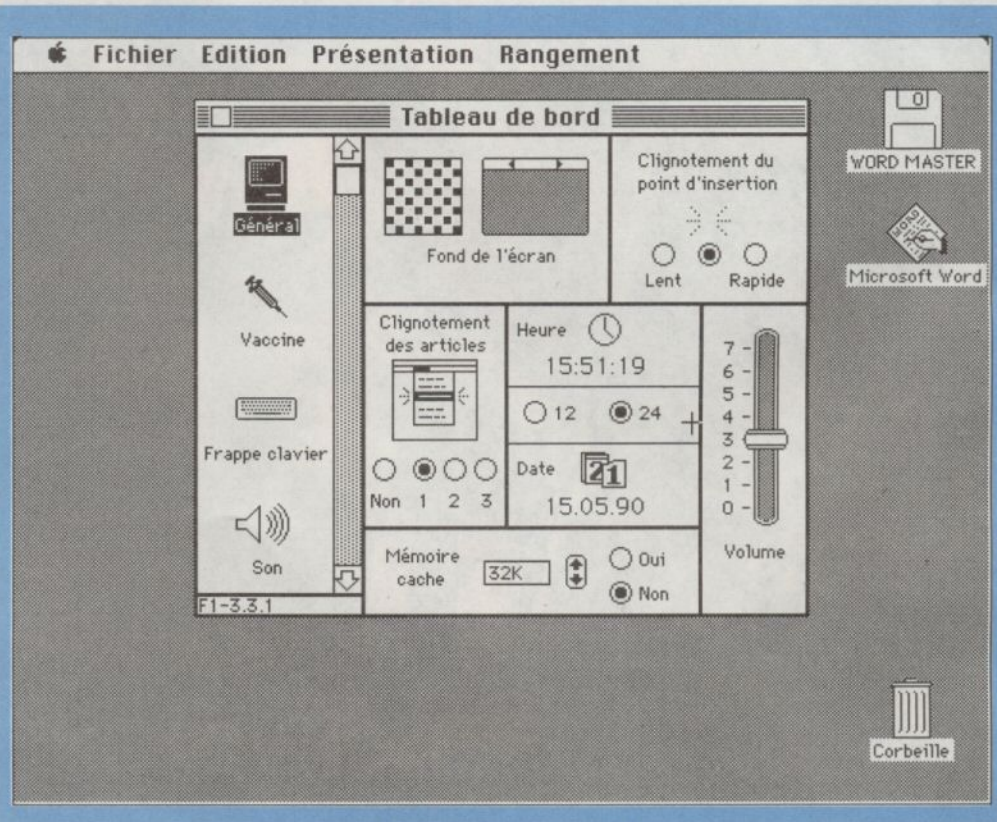 Fichier Edition Présentation Rangement
Tableau de bord
Général
Vaccine
Frappe clavier
Son
F1-3.3.1
Fond de l'écran
Clignotement du
point d'insertion
Lent Rapide
Clignotement
des articles
Non 1 2 3
Heure
15:51:19
12 24
Date
21
15.05.90
Mémoire
cache
32K
Oui
Non
7
6
5
4
3
2
1
0
Volume
0
WORD MASTER
WORD
Microsoft Word
Corbeille